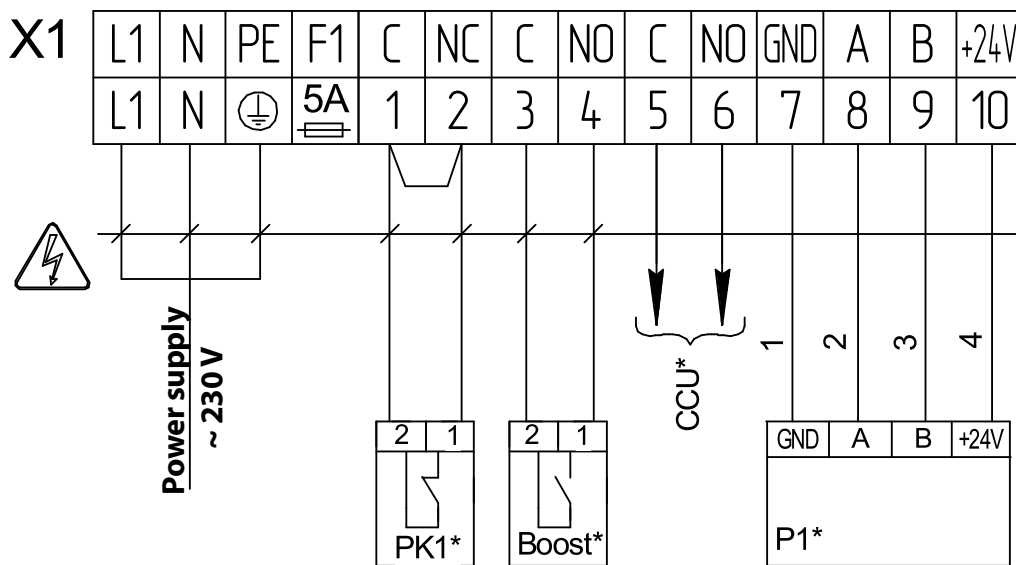 X1 L1 N PE F1 C NC C NO C NO GND A B +24V
L1 N 5A 1 2 3 4 5 6 7 8 9 10
Power supply
~ 230 V
CCU*
1 2 3 4
2 1 2 1 GND A B +24V
PK1* Boost* P1*